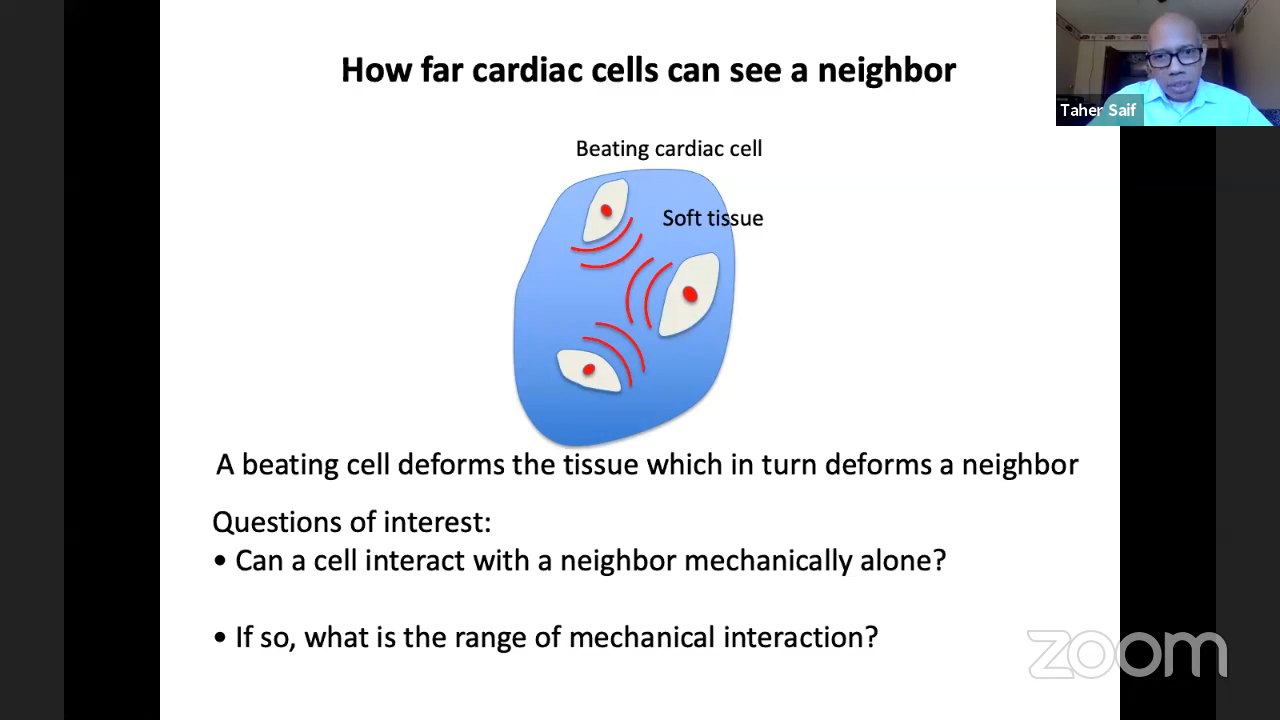 How far cardiac cells can see a neighbor
Taher Saif
Beating cardiac cell
Soft tissue
A beating cell deforms the tissue which in turn deforms a neighbor
Questions of interest:
• Can a cell interact with a neighbor mechanically alone?
• If so, what is the range of mechanical interaction?
zoom